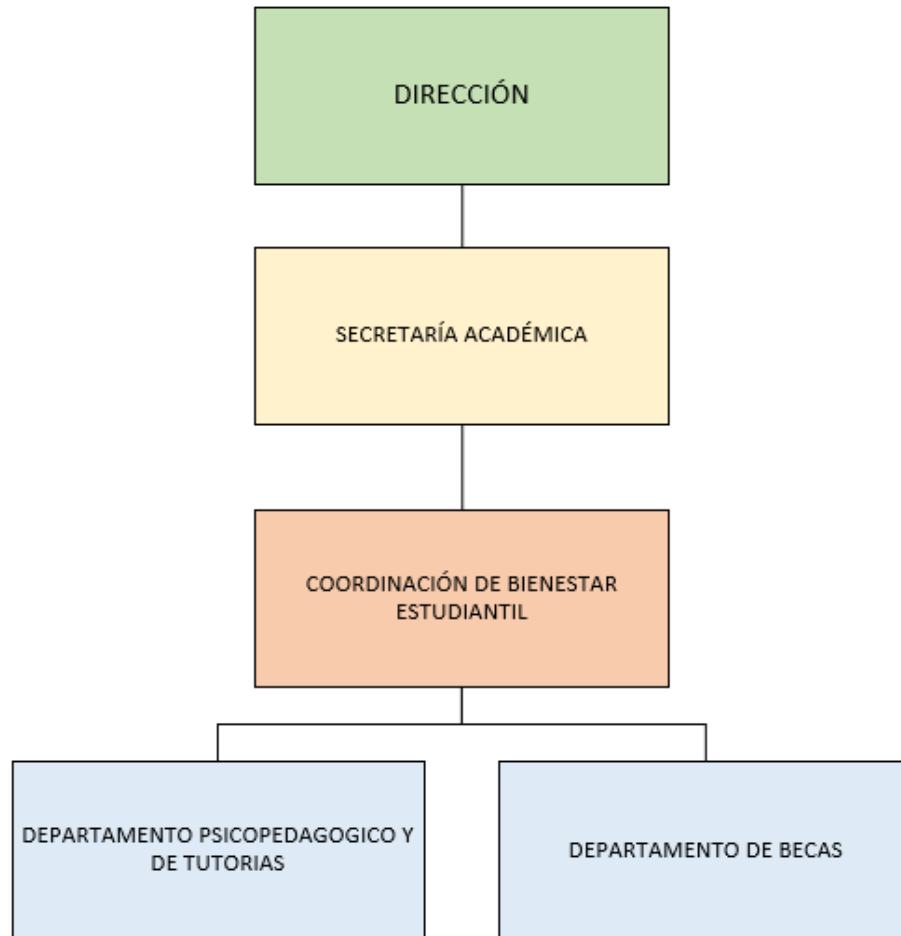 DIRECCIÓN
SECRETARÍA ACADÉMICA
COORDINACIÓN DE BIENESTAR
ESTUDIANTIL
DEPARTAMENTO PSICOPEDAGOGICO Y
DE TUTORIAS
DEPARTAMENTO DE BECAS